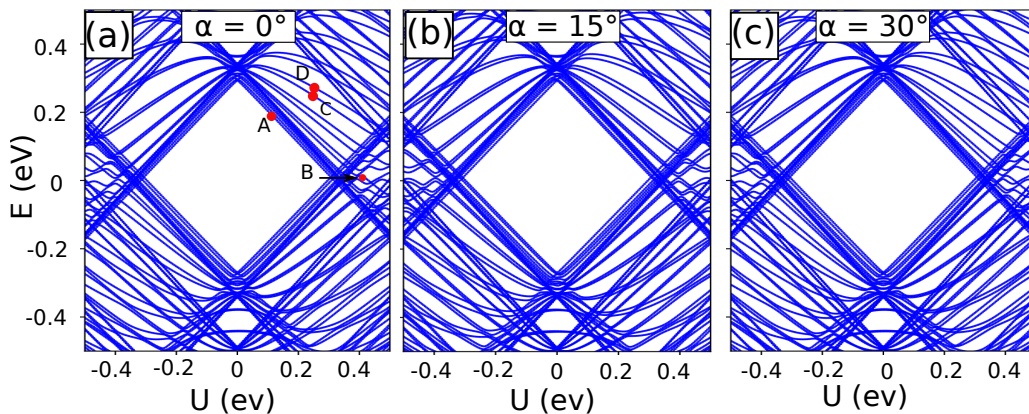 (a) α = 0° (b) α = 15° (c) α = 30°
0.4
D
C
0.2
A
E (eV)
0
B
-0.2
-0.4
-0.4 -0.2 0 0.2 0.4 -0.4 -0.2 0 0.2 0.4 -0.4 -0.2 0 0.2 0.4
U (ev) U (ev) U (ev)